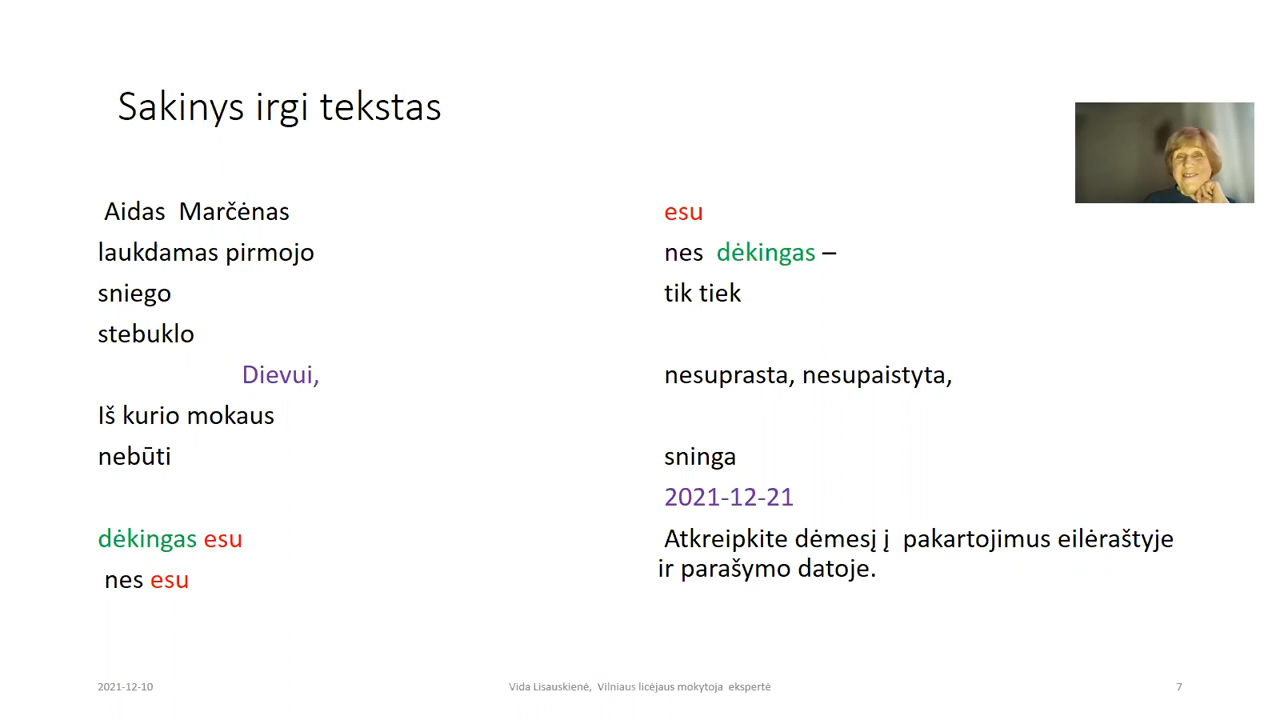 Sakinys irgi tekstas
Aidas Marčėnas
laukdamas pirmojo
sniego
stebuklo
Dievui,
Iš kurio mokaus
nebūti
dėkingas esu
nes esu
esu
nes dėkingas –
tik tiek
nesuprasta, nesupaistyta,
sninga
2021-12-21
Atkreipkite dėmesį į pakartojimus eilėraštyje
ir parašymo datoje.
2021-12-10
Vida Lisauskienė, Vilniaus licėjaus mokytoja ekspertė
7